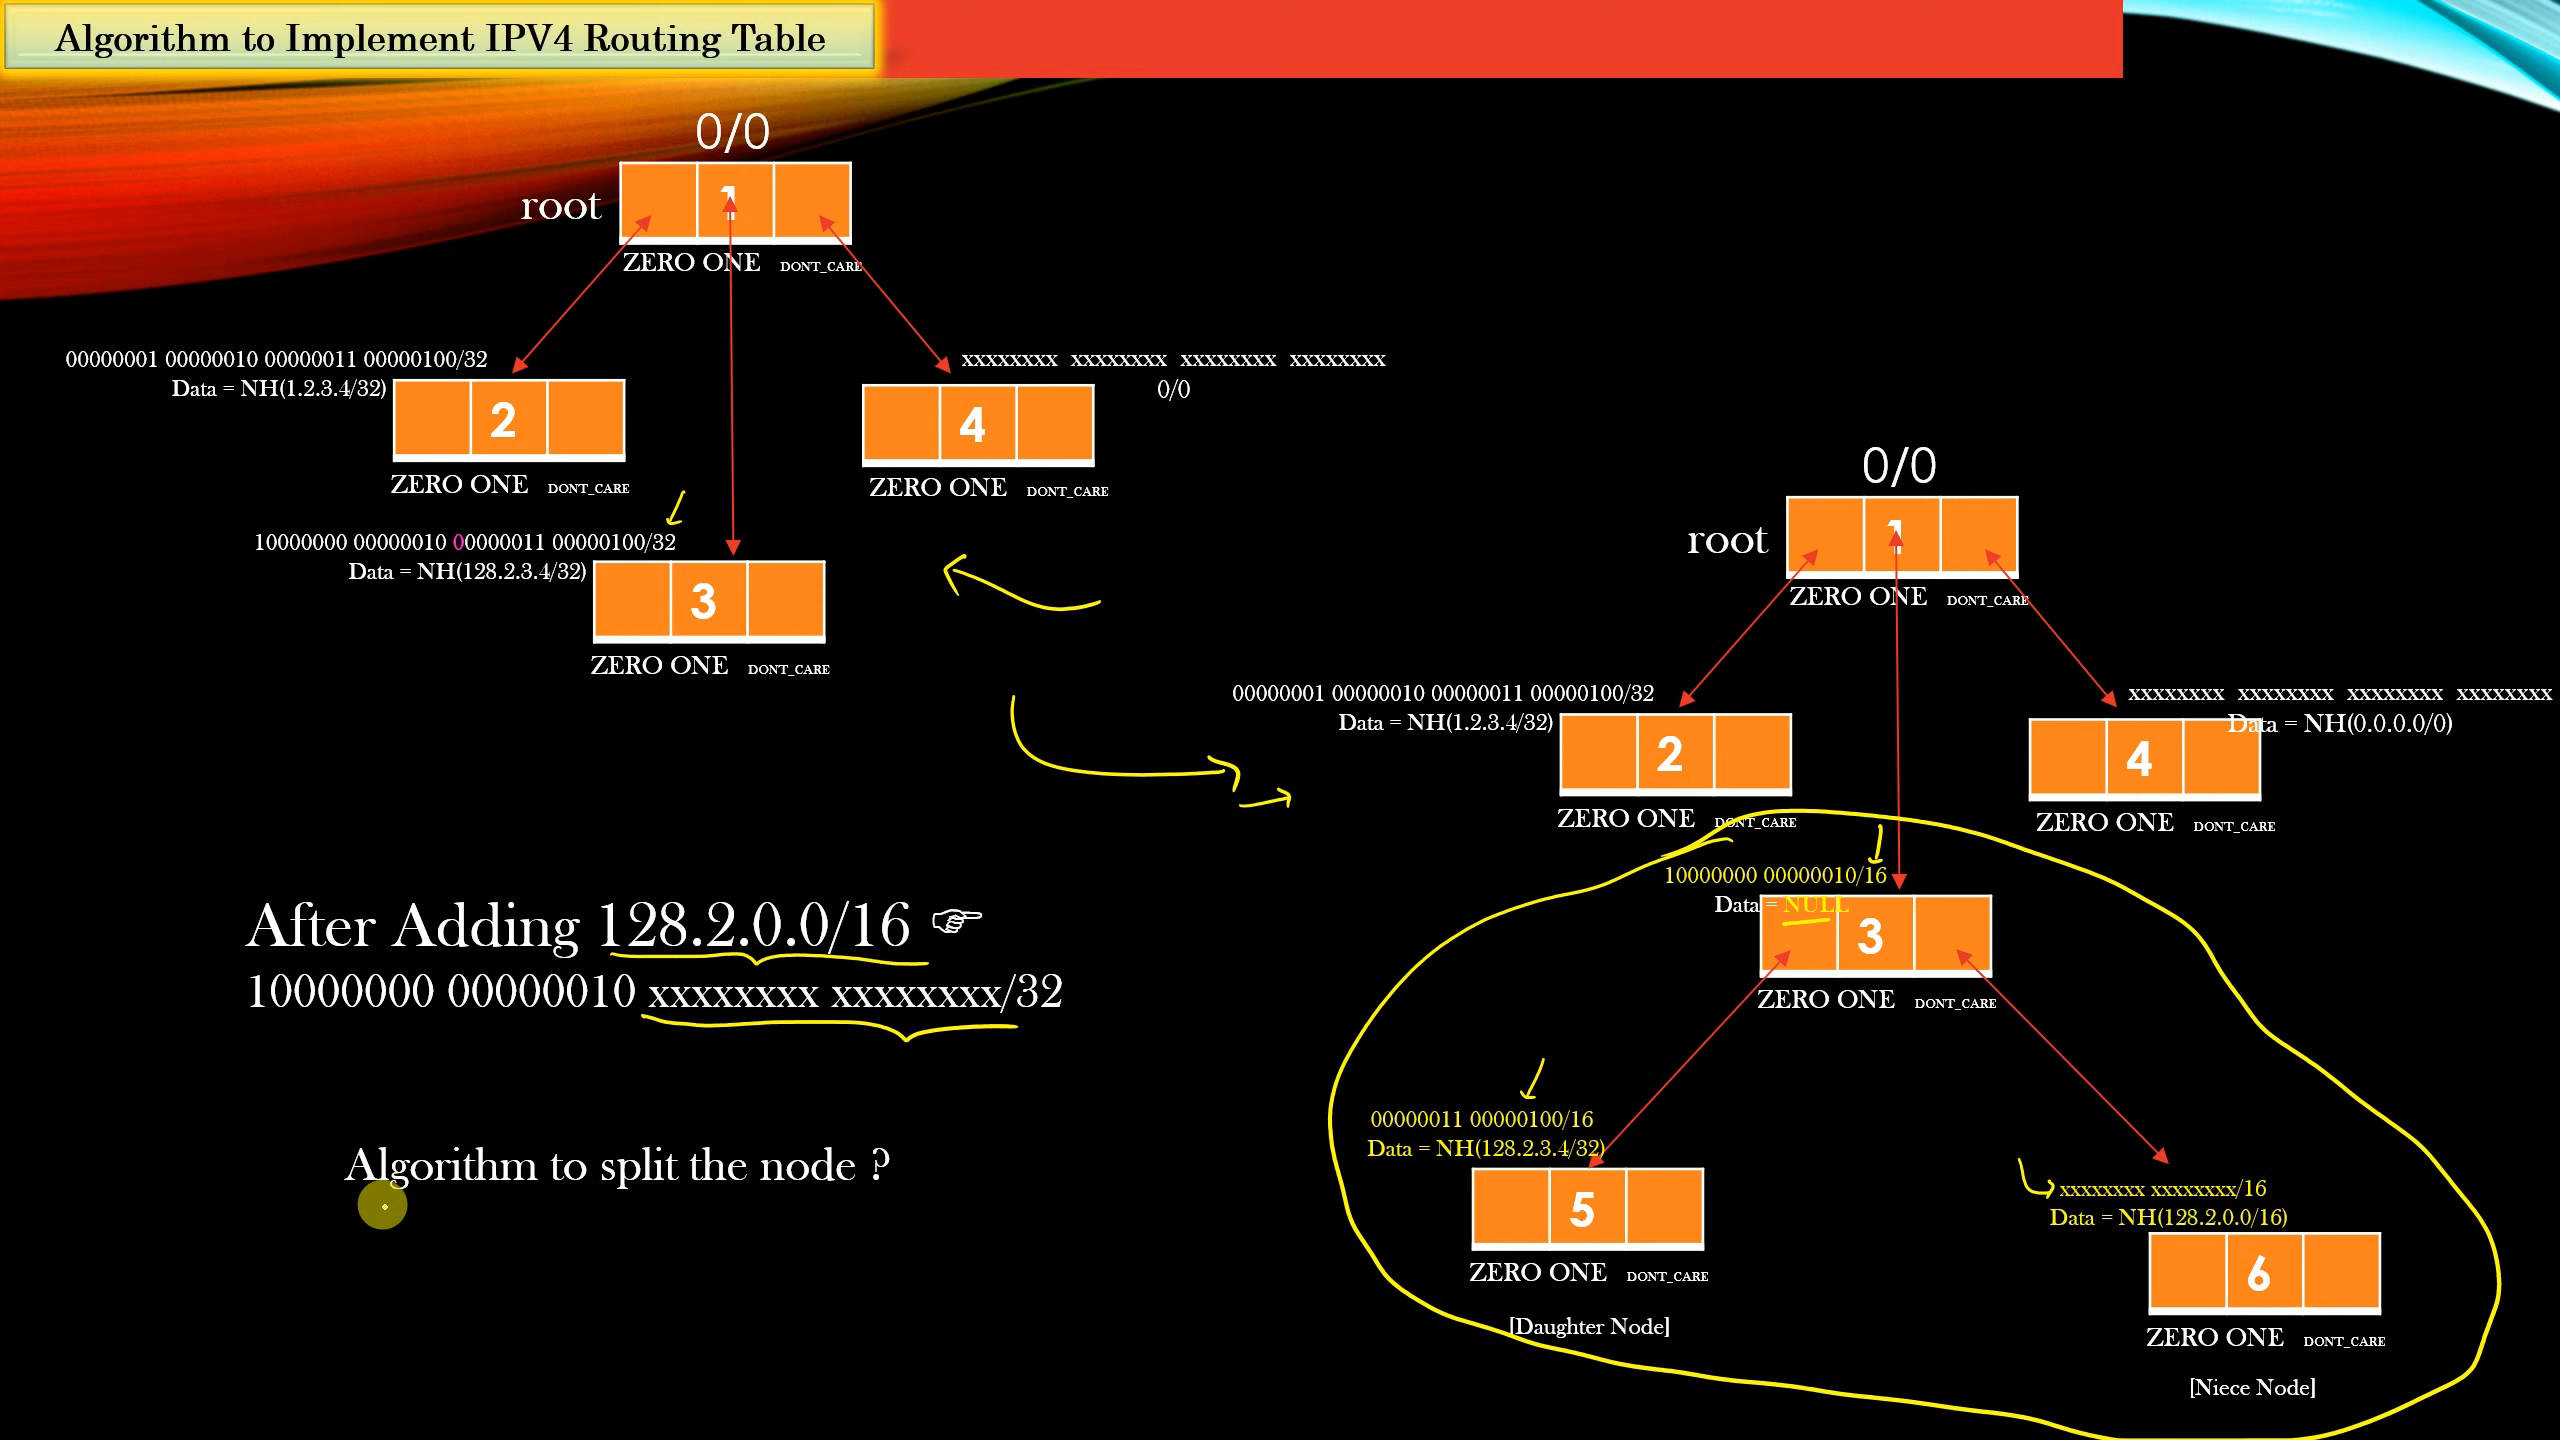 Algorithm to Implement IPV4 Routing Table
0/0
root
1
ZERO ONE DONT_CARE
00000001 00000010 00000011 00000100/32
Data = NH(1.2.3.4/32)
2
ZERO ONE DONT_CARE
xxxxxxxx xxxxxxxx xxxxxxxx xxxxxxxx
0/0
4
ZERO ONE DONT_CARE
10000000 00000010 00000011 00000100/32
Data = NH(128.2.3.4/32)
3
ZERO ONE DONT_CARE
After Adding 128.2.0.0/16 ☞
10000000 00000010 xxxxxxxx xxxxxxxx/32
Algorithm to split the node ?
0/0
root
1
ZERO ONE DONT_CARE
00000001 00000010 00000011 00000100/32
Data = NH(1.2.3.4/32)
2
ZERO ONE DONT_CARE
xxxxxxxx xxxxxxxx xxxxxxxx xxxxxxxx
Data = NH(0.0.0.0/0)
4
ZERO ONE DONT_CARE
10000000 00000010/16
Data = NULL
3
ZERO ONE DONT_CARE
00000011 00000100/16
Data = NH(128.2.3.4/32)
5
ZERO ONE DONT_CARE
[Daughter Node]
xxxxxxxx xxxxxxxx/16
Data = NH(128.2.0.0/16)
6
ZERO ONE DONT_CARE
[Niece Node]